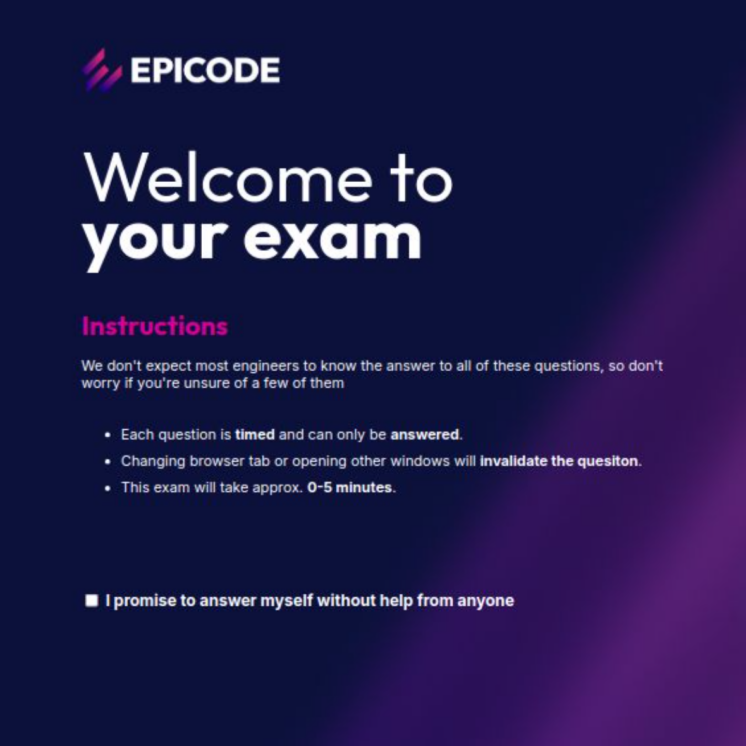 EPICODE
Welcome to
your exam
Instructions
We don't expect most engineers to know the answer to all of these questions, so don't
worry if you're unsure of a few of them
• Each question is timed and can only be answered.
• Changing browser tab or opening other windows will invalidate the quesiton.
• This exam will take approx. 0-5 minutes.
I promise to answer myself without help from anyone